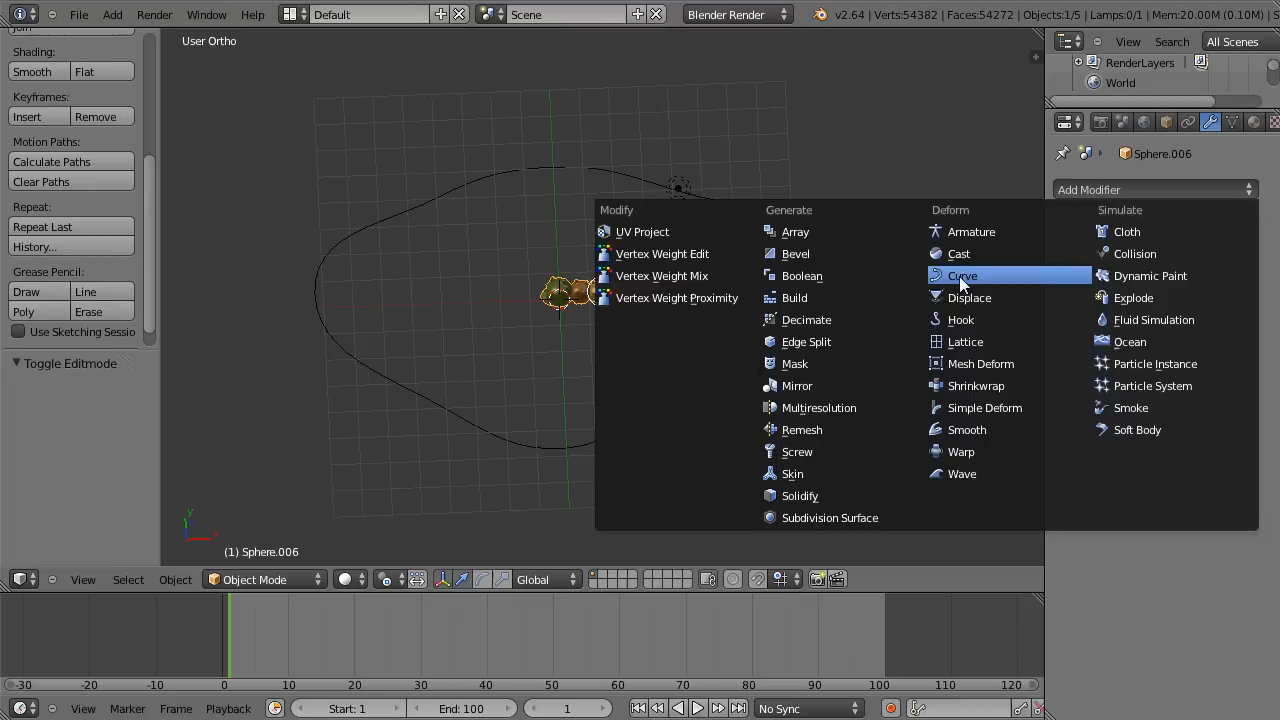 File Add Render Window Help Default Scene Blender Render v2.64 | Verts:54382 | Faces:54272 | Objects:1/5 | Lamps:0/1 | Mem:20.00M (0.10M) |
User Ortho
View Search All Scenes
RenderLayers
World
Shading:
Smooth Flat
Keyframes:
Insert Remove
Motion Paths:
Calculate Paths
Clear Paths
Repeat:
Repeat Last
History...
Grease Pencil:
Draw Line
Poly Erase
Use Sketching Sessio
Toggle Editmode
Sphere.006
Add Modifier
Modify
UV Project
Vertex Weight Edit
Vertex Weight Mix
Vertex Weight Proximity
Generate
Array
Bevel
Boolean
Build
Decimate
Edge Split
Mask
Mirror
Multiresolution
Remesh
Screw
Skin
Solidify
Subdivision Surface
Deform
Armature
Cast
Curve
Displace
Hook
Lattice
Mesh Deform
Shrinkwrap
Simple Deform
Smooth
Warp
Wave
Simulate
Cloth
Collision
Dynamic Paint
Explode
Fluid Simulation
Ocean
Particle Instance
Particle System
Smoke
Soft Body
y
x
(1) Sphere.006
View Select Object Object Mode Global
-30 -20 -10 0 10 20 30 40 50 60 70 80 90 100 110 120
View Marker Frame Playback Start: 1 End: 100 1 No Sync